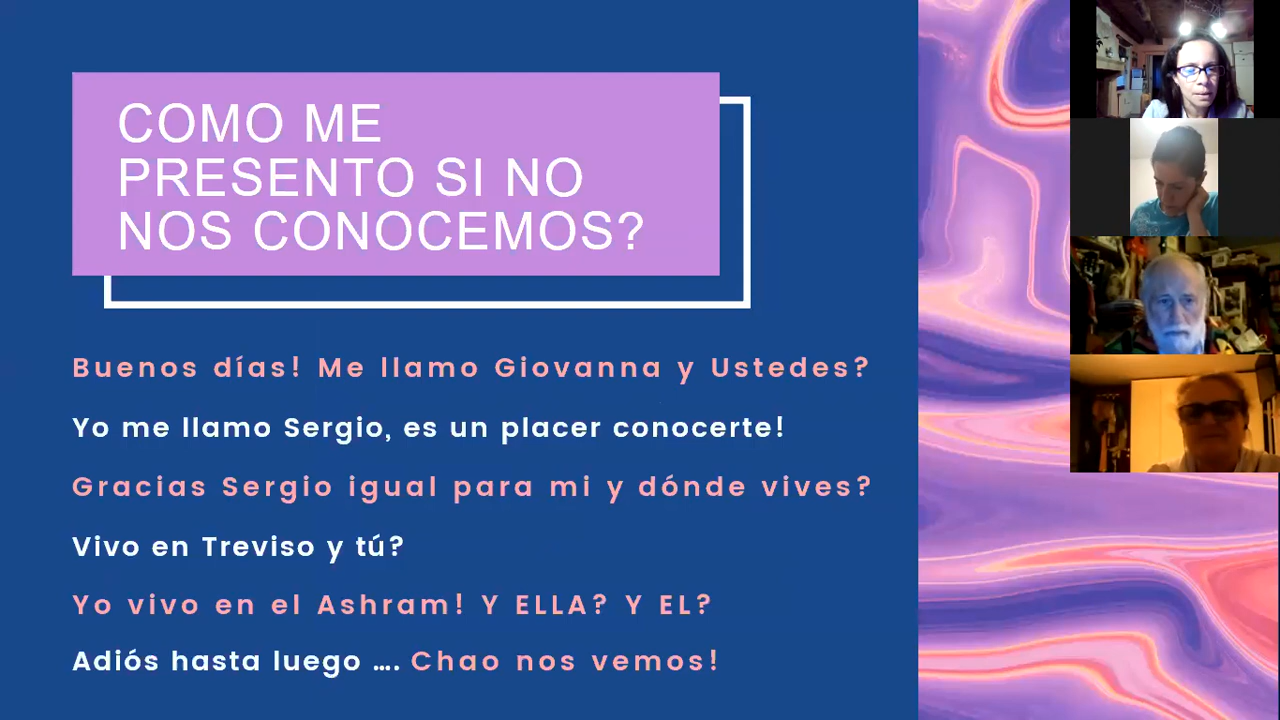 COMO ME
PRESENTO SI NO
NOS CONOCEMOS?
Buenos días! Me llamo Giovanna y Ustedes?
Yo me llamo Sergio, es un placer conocerte!
Gracias Sergio igual para mi y dónde vives?
Vivo en Treviso y tú?
Yo vivo en el Ashram! Y ELLA? Y EL?
Adiós hasta luego .... Chao nos vemos!